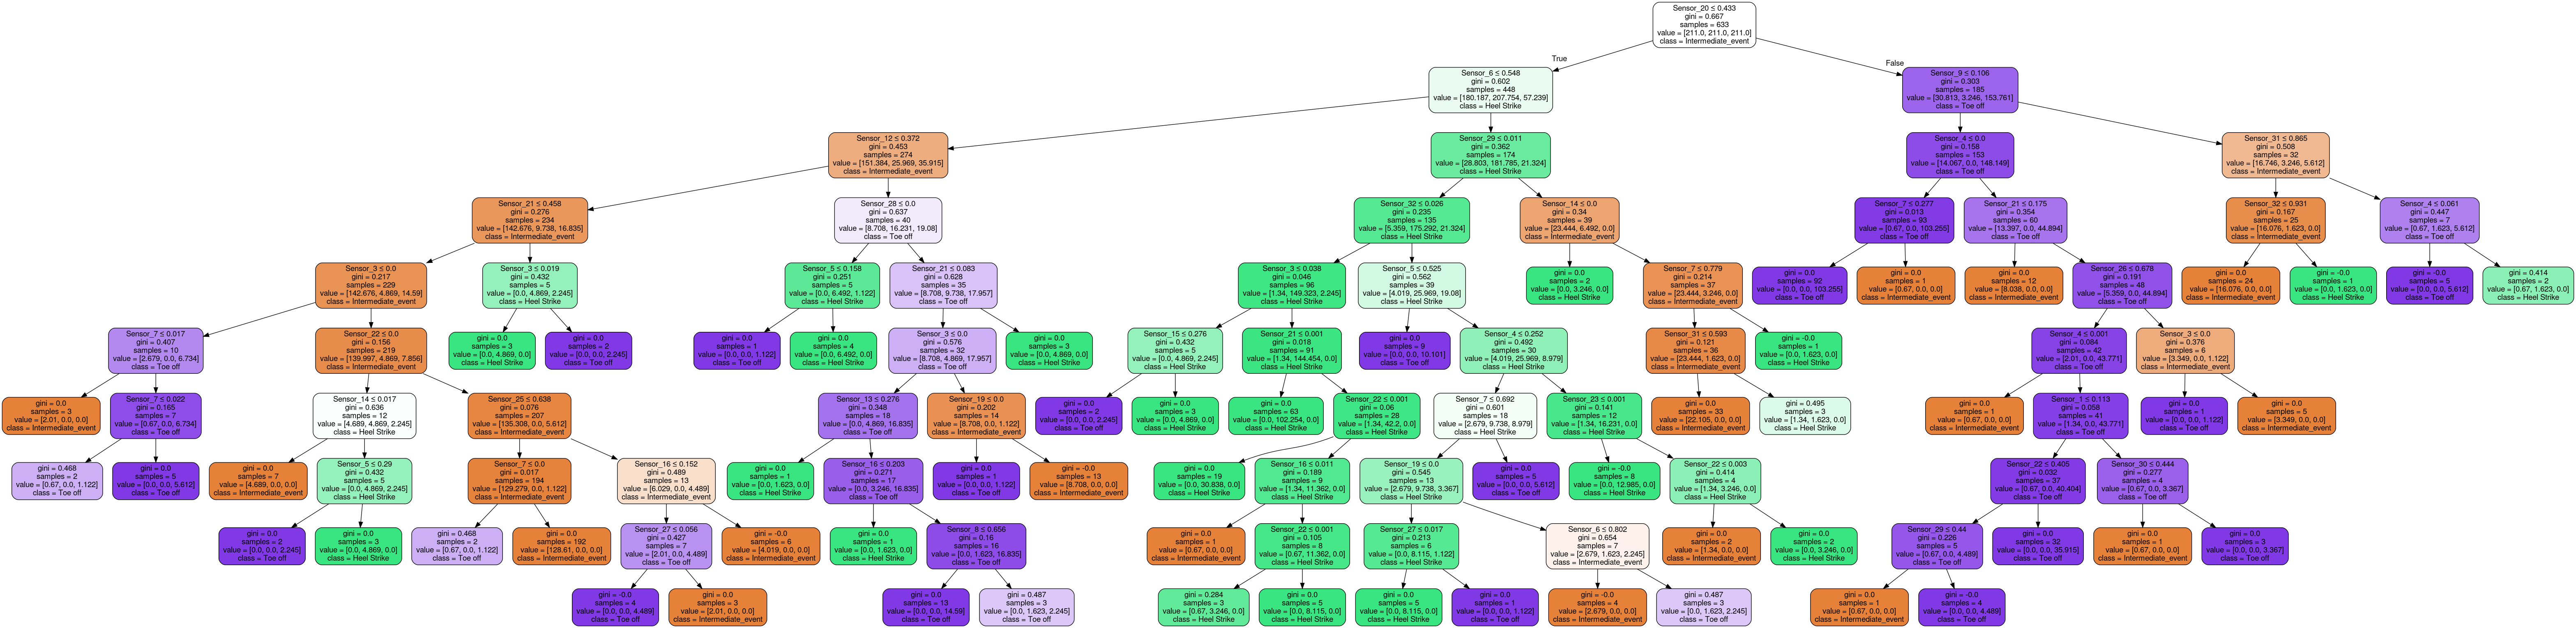 Sensor_20 ≤ 0.433
gini = 0.667
samples = 633
value = [211.0, 211.0, 211.0]
class = Intermediate_event
True
False
Sensor_6 ≤ 0.548
gini = 0.602
samples = 448
value = [180.187, 207.754, 57.239]
class = Heel Strike
Sensor_9 ≤ 0.106
gini = 0.303
samples = 185
value = [30.813, 3.246, 153.761]
class = Toe off
Sensor_12 ≤ 0.372
gini = 0.453
samples = 274
value = [151.384, 25.969, 35.915]
class = Intermediate_event
Sensor_29 ≤ 0.011
gini = 0.362
samples = 174
value = [28.803, 181.785, 21.324]
class = Heel Strike
Sensor_4 ≤ 0.0
gini = 0.158
samples = 153
value = [14.067, 0.0, 148.149]
class = Toe off
Sensor_31 ≤ 0.865
gini = 0.508
samples = 32
value = [16.746, 3.246, 5.612]
class = Intermediate_event
Sensor_21 ≤ 0.458
gini = 0.276
samples = 234
value = [142.676, 9.738, 16.835]
class = Intermediate_event
Sensor_28 ≤ 0.0
gini = 0.637
samples = 40
value = [8.708, 16.231, 19.08]
class = Toe off
Sensor_32 ≤ 0.026
gini = 0.235
samples = 135
value = [5.359, 175.292, 21.324]
class = Heel Strike
Sensor_14 ≤ 0.0
gini = 0.34
samples = 39
value = [23.444, 6.492, 0.0]
class = Intermediate_event
Sensor_7 ≤ 0.277
gini = 0.013
samples = 93
value = [0.67, 0.0, 103.255]
class = Toe off
Sensor_21 ≤ 0.175
gini = 0.354
samples = 60
value = [13.397, 0.0, 44.894]
class = Toe off
Sensor_32 ≤ 0.931
gini = 0.167
samples = 25
value = [16.076, 1.623, 0.0]
class = Intermediate_event
Sensor_4 ≤ 0.061
gini = 0.447
samples = 7
value = [0.67, 1.623, 5.612]
class = Toe off
Sensor_3 ≤ 0.0
gini = 0.217
samples = 229
value = [142.676, 4.869, 14.59]
class = Intermediate_event
Sensor_3 ≤ 0.019
gini = 0.432
samples = 5
value = [0.0, 4.869, 2.245]
class = Heel Strike
Sensor_5 ≤ 0.158
gini = 0.251
samples = 5
value = [0.0, 6.492, 1.122]
class = Heel Strike
Sensor_21 ≤ 0.083
gini = 0.628
samples = 35
value = [8.708, 9.738, 17.957]
class = Toe off
Sensor_3 ≤ 0.038
gini = 0.046
samples = 96
value = [1.34, 149.323, 2.245]
class = Heel Strike
Sensor_5 ≤ 0.525
gini = 0.562
samples = 39
value = [4.019, 25.969, 19.08]
class = Heel Strike
gini = 0.0
samples = 2
value = [0.0, 3.246, 0.0]
class = Heel Strike
Sensor_7 ≤ 0.779
gini = 0.214
samples = 37
value = [23.444, 3.246, 0.0]
class = Intermediate_event
gini = 0.0
samples = 92
value = [0.0, 0.0, 103.255]
class = Toe off
gini = 0.0
samples = 1
value = [0.67, 0.0, 0.0]
class = Intermediate_event
gini = 0.0
samples = 12
value = [8.038, 0.0, 0.0]
class = Intermediate_event
Sensor_26 ≤ 0.678
gini = 0.191
samples = 48
value = [5.359, 0.0, 44.894]
class = Toe off
gini = 0.0
samples = 24
value = [16.076, 0.0, 0.0]
class = Intermediate_event
gini = -0.0
samples = 1
value = [0.0, 1.623, 0.0]
class = Heel Strike
gini = -0.0
samples = 5
value = [0.0, 0.0, 5.612]
class = Toe off
gini = 0.414
samples = 2
value = [0.67, 1.623, 0.0]
class = Heel Strike
Sensor_7 ≤ 0.017
gini = 0.407
samples = 10
value = [2.679, 0.0, 6.734]
class = Toe off
Sensor_22 ≤ 0.0
gini = 0.156
samples = 219
value = [139.997, 4.869, 7.856]
class = Intermediate_event
gini = 0.0
samples = 3
value = [0.0, 4.869, 0.0]
class = Heel Strike
gini = 0.0
samples = 2
value = [0.0, 0.0, 2.245]
class = Toe off
gini = 0.0
samples = 1
value = [0.0, 0.0, 1.122]
class = Toe off
gini = 0.0
samples = 4
value = [0.0, 6.492, 0.0]
class = Heel Strike
Sensor_3 ≤ 0.0
gini = 0.576
samples = 32
value = [8.708, 4.869, 17.957]
class = Toe off
gini = 0.0
samples = 3
value = [0.0, 4.869, 0.0]
class = Heel Strike
Sensor_15 ≤ 0.276
gini = 0.432
samples = 5
value = [0.0, 4.869, 2.245]
class = Heel Strike
Sensor_21 ≤ 0.001
gini = 0.018
samples = 91
value = [1.34, 144.454, 0.0]
class = Heel Strike
gini = 0.0
samples = 9
value = [0.0, 0.0, 10.101]
class = Toe off
Sensor_4 ≤ 0.252
gini = 0.492
samples = 30
value = [4.019, 25.969, 8.979]
class = Heel Strike
Sensor_31 ≤ 0.593
gini = 0.121
samples = 36
value = [23.444, 1.623, 0.0]
class = Intermediate_event
gini = -0.0
samples = 1
value = [0.0, 1.623, 0.0]
class = Heel Strike
Sensor_4 ≤ 0.001
gini = 0.084
samples = 42
value = [2.01, 0.0, 43.771]
class = Toe off
Sensor_3 ≤ 0.0
gini = 0.376
samples = 6
value = [3.349, 0.0, 1.122]
class = Intermediate_event
gini = 0.0
samples = 3
value = [2.01, 0.0, 0.0]
class = Intermediate_event
Sensor_7 ≤ 0.022
gini = 0.165
samples = 7
value = [0.67, 0.0, 6.734]
class = Toe off
Sensor_14 ≤ 0.017
gini = 0.636
samples = 12
value = [4.689, 4.869, 2.245]
class = Heel Strike
Sensor_25 ≤ 0.638
gini = 0.076
samples = 207
value = [135.308, 0.0, 5.612]
class = Intermediate_event
Sensor_13 ≤ 0.276
gini = 0.348
samples = 18
value = [0.0, 4.869, 16.835]
class = Toe off
Sensor_19 ≤ 0.0
gini = 0.202
samples = 14
value = [8.708, 0.0, 1.122]
class = Intermediate_event
gini = 0.0
samples = 2
value = [0.0, 0.0, 2.245]
class = Toe off
gini = 0.0
samples = 3
value = [0.0, 4.869, 0.0]
class = Heel Strike
gini = 0.0
samples = 63
value = [0.0, 102.254, 0.0]
class = Heel Strike
Sensor_22 ≤ 0.001
gini = 0.06
samples = 28
value = [1.34, 42.2, 0.0]
class = Heel Strike
Sensor_7 ≤ 0.692
gini = 0.601
samples = 18
value = [2.679, 9.738, 8.979]
class = Heel Strike
Sensor_23 ≤ 0.001
gini = 0.141
samples = 12
value = [1.34, 16.231, 0.0]
class = Heel Strike
gini = 0.0
samples = 33
value = [22.105, 0.0, 0.0]
class = Intermediate_event
gini = 0.495
samples = 3
value = [1.34, 1.623, 0.0]
class = Heel Strike
gini = 0.0
samples = 1
value = [0.67, 0.0, 0.0]
class = Intermediate_event
Sensor_1 ≤ 0.113
gini = 0.058
samples = 41
value = [1.34, 0.0, 43.771]
class = Toe off
gini = 0.0
samples = 1
value = [0.0, 0.0, 1.122]
class = Toe off
gini = 0.0
samples = 5
value = [3.349, 0.0, 0.0]
class = Intermediate_event
gini = 0.468
samples = 2
value = [0.67, 0.0, 1.122]
class = Toe off
gini = 0.0
samples = 5
value = [0.0, 0.0, 5.612]
class = Toe off
gini = 0.0
samples = 7
value = [4.689, 0.0, 0.0]
class = Intermediate_event
Sensor_5 ≤ 0.29
gini = 0.432
samples = 5
value = [0.0, 4.869, 2.245]
class = Heel Strike
Sensor_7 ≤ 0.0
gini = 0.017
samples = 194
value = [129.279, 0.0, 1.122]
class = Intermediate_event
Sensor_16 ≤ 0.152
gini = 0.489
samples = 13
value = [6.029, 0.0, 4.489]
class = Intermediate_event
gini = 0.0
samples = 1
value = [0.0, 1.623, 0.0]
class = Heel Strike
Sensor_16 ≤ 0.203
gini = 0.271
samples = 17
value = [0.0, 3.246, 16.835]
class = Toe off
gini = 0.0
samples = 1
value = [0.0, 0.0, 1.122]
class = Toe off
gini = -0.0
samples = 13
value = [8.708, 0.0, 0.0]
class = Intermediate_event
gini = 0.0
samples = 19
value = [0.0, 30.838, 0.0]
class = Heel Strike
Sensor_16 ≤ 0.011
gini = 0.189
samples = 9
value = [1.34, 11.362, 0.0]
class = Heel Strike
Sensor_19 ≤ 0.0
gini = 0.545
samples = 13
value = [2.679, 9.738, 3.367]
class = Heel Strike
gini = 0.0
samples = 5
value = [0.0, 0.0, 5.612]
class = Toe off
gini = -0.0
samples = 8
value = [0.0, 12.985, 0.0]
class = Heel Strike
Sensor_22 ≤ 0.003
gini = 0.414
samples = 4
value = [1.34, 3.246, 0.0]
class = Heel Strike
Sensor_22 ≤ 0.405
gini = 0.032
samples = 37
value = [0.67, 0.0, 40.404]
class = Toe off
Sensor_30 ≤ 0.444
gini = 0.277
samples = 4
value = [0.67, 0.0, 3.367]
class = Toe off
gini = 0.0
samples = 2
value = [0.0, 0.0, 2.245]
class = Toe off
gini = 0.0
samples = 3
value = [0.0, 4.869, 0.0]
class = Heel Strike
gini = 0.468
samples = 2
value = [0.67, 0.0, 1.122]
class = Toe off
gini = 0.0
samples = 192
value = [128.61, 0.0, 0.0]
class = Intermediate_event
Sensor_27 ≤ 0.056
gini = 0.427
samples = 7
value = [2.01, 0.0, 4.489]
class = Toe off
gini = -0.0
samples = 6
value = [4.019, 0.0, 0.0]
class = Intermediate_event
gini = 0.0
samples = 1
value = [0.0, 1.623, 0.0]
class = Heel Strike
Sensor_8 ≤ 0.656
gini = 0.16
samples = 16
value = [0.0, 1.623, 16.835]
class = Toe off
gini = 0.0
samples = 1
value = [0.67, 0.0, 0.0]
class = Intermediate_event
Sensor_22 ≤ 0.001
gini = 0.105
samples = 8
value = [0.67, 11.362, 0.0]
class = Heel Strike
Sensor_27 ≤ 0.017
gini = 0.213
samples = 6
value = [0.0, 8.115, 1.122]
class = Heel Strike
Sensor_6 ≤ 0.802
gini = 0.654
samples = 7
value = [2.679, 1.623, 2.245]
class = Intermediate_event
gini = 0.0
samples = 2
value = [1.34, 0.0, 0.0]
class = Intermediate_event
gini = 0.0
samples = 2
value = [0.0, 3.246, 0.0]
class = Heel Strike
Sensor_29 ≤ 0.44
gini = 0.226
samples = 5
value = [0.67, 0.0, 4.489]
class = Toe off
gini = 0.0
samples = 32
value = [0.0, 0.0, 35.915]
class = Toe off
gini = 0.0
samples = 1
value = [0.67, 0.0, 0.0]
class = Intermediate_event
gini = 0.0
samples = 3
value = [0.0, 0.0, 3.367]
class = Toe off
gini = -0.0
samples = 4
value = [0.0, 0.0, 4.489]
class = Toe off
gini = 0.0
samples = 3
value = [2.01, 0.0, 0.0]
class = Intermediate_event
gini = 0.0
samples = 13
value = [0.0, 0.0, 14.59]
class = Toe off
gini = 0.487
samples = 3
value = [0.0, 1.623, 2.245]
class = Toe off
gini = 0.284
samples = 3
value = [0.67, 3.246, 0.0]
class = Heel Strike
gini = 0.0
samples = 5
value = [0.0, 8.115, 0.0]
class = Heel Strike
gini = 0.0
samples = 5
value = [0.0, 8.115, 0.0]
class = Heel Strike
gini = 0.0
samples = 1
value = [0.0, 0.0, 1.122]
class = Toe off
gini = -0.0
samples = 4
value = [2.679, 0.0, 0.0]
class = Intermediate_event
gini = 0.487
samples = 3
value = [0.0, 1.623, 2.245]
class = Toe off
gini = 0.0
samples = 1
value = [0.67, 0.0, 0.0]
class = Intermediate_event
gini = -0.0
samples = 4
value = [0.0, 0.0, 4.489]
class = Toe off